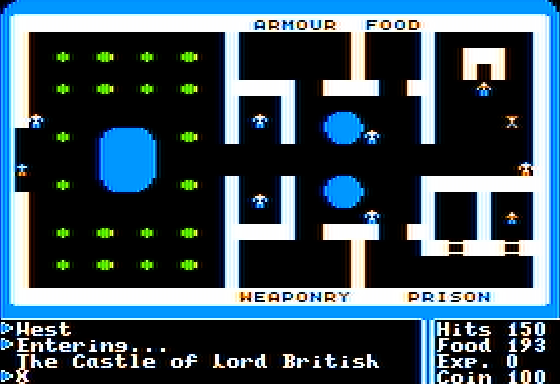 ARMOUR FOOD
WEAPONRY PRISON
West
Entering...
The Castle of Lord British
Hits 150
Food 193
Exp. 0
Coin 100